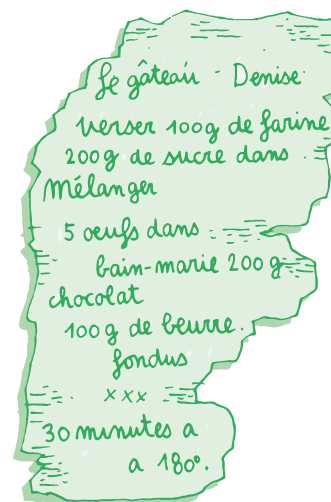 Le gâteau - Denise
verser 100g de farine
200g de sucre dans
Mélanger
5 œufs dans
bain-marie 200g
chocolat
100g de beurre.
fondus
xxx
30 minutes a
a 180°.